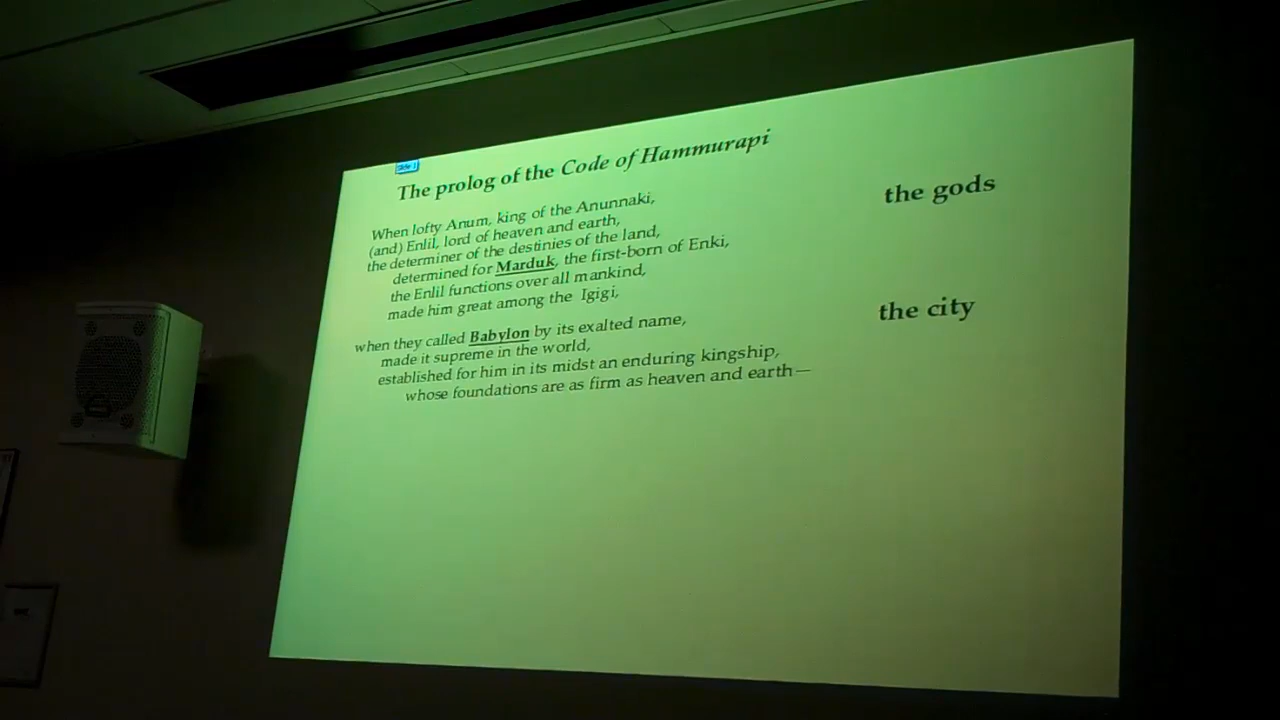 Slide 1
The prolog of the Code of Hammurapi
When lofty Anum, king of the Anunnaki,
(and) Enlil, lord of heaven and earth,
the determiner of the destinies of the land,
determined for Marduk, the first-born of Enki,
the Enlil functions over all mankind,
made him great among the Igigi,
the gods
when they called Babylon by its exalted name,
made it supreme in the world,
established for him in its midst an enduring kingship,
whose foundations are as firm as heaven and earth—
the city